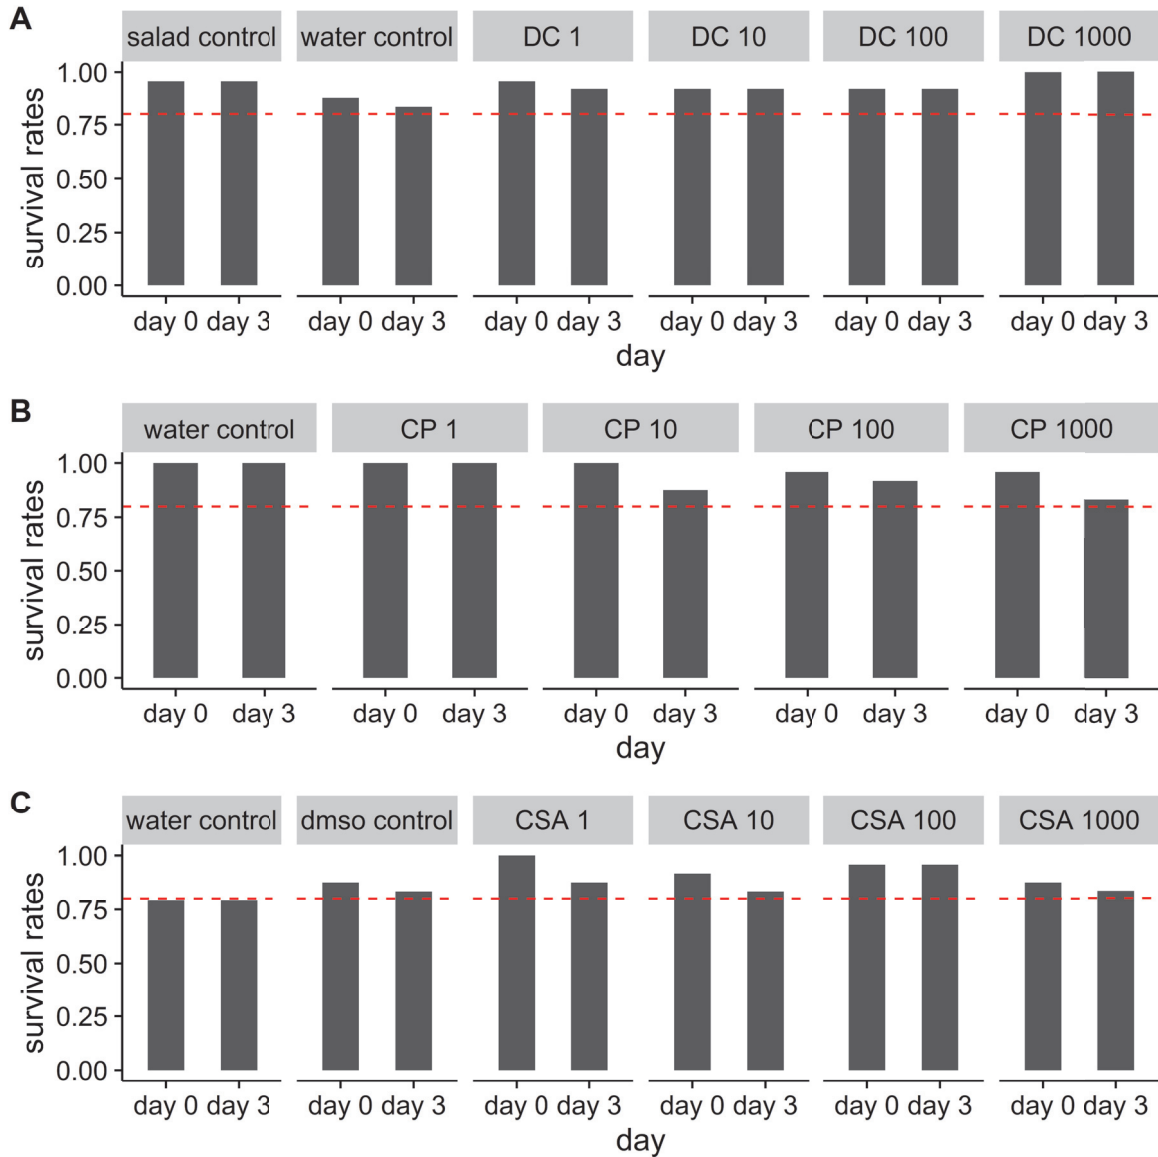 A
salad control water control DC 1 DC 10 DC 100 DC 1000
survival rates
1.00
0.75
0.50
0.25
0.00
day 0 day 3 day 0 day 3 day 0 day 3 day 0 day 3 day 0 day 3 day 0 day 3
day
B
water control CP 1 CP 10 CP 100 CP 1000
survival rates
1.00
0.75
0.50
0.25
0.00
day 0 day 3 day 0 day 3 day 0 day 3 day 0 day 3 day 0 day 3
day
C
water control dmso control CSA 1 CSA 10 CSA 100 CSA 1000
survival rates
1.00
0.75
0.50
0.25
0.00
day 0 day 3 day 0 day 3 day 0 day 3 day 0 day 3 day 0 day 3 day 0 day 3
day